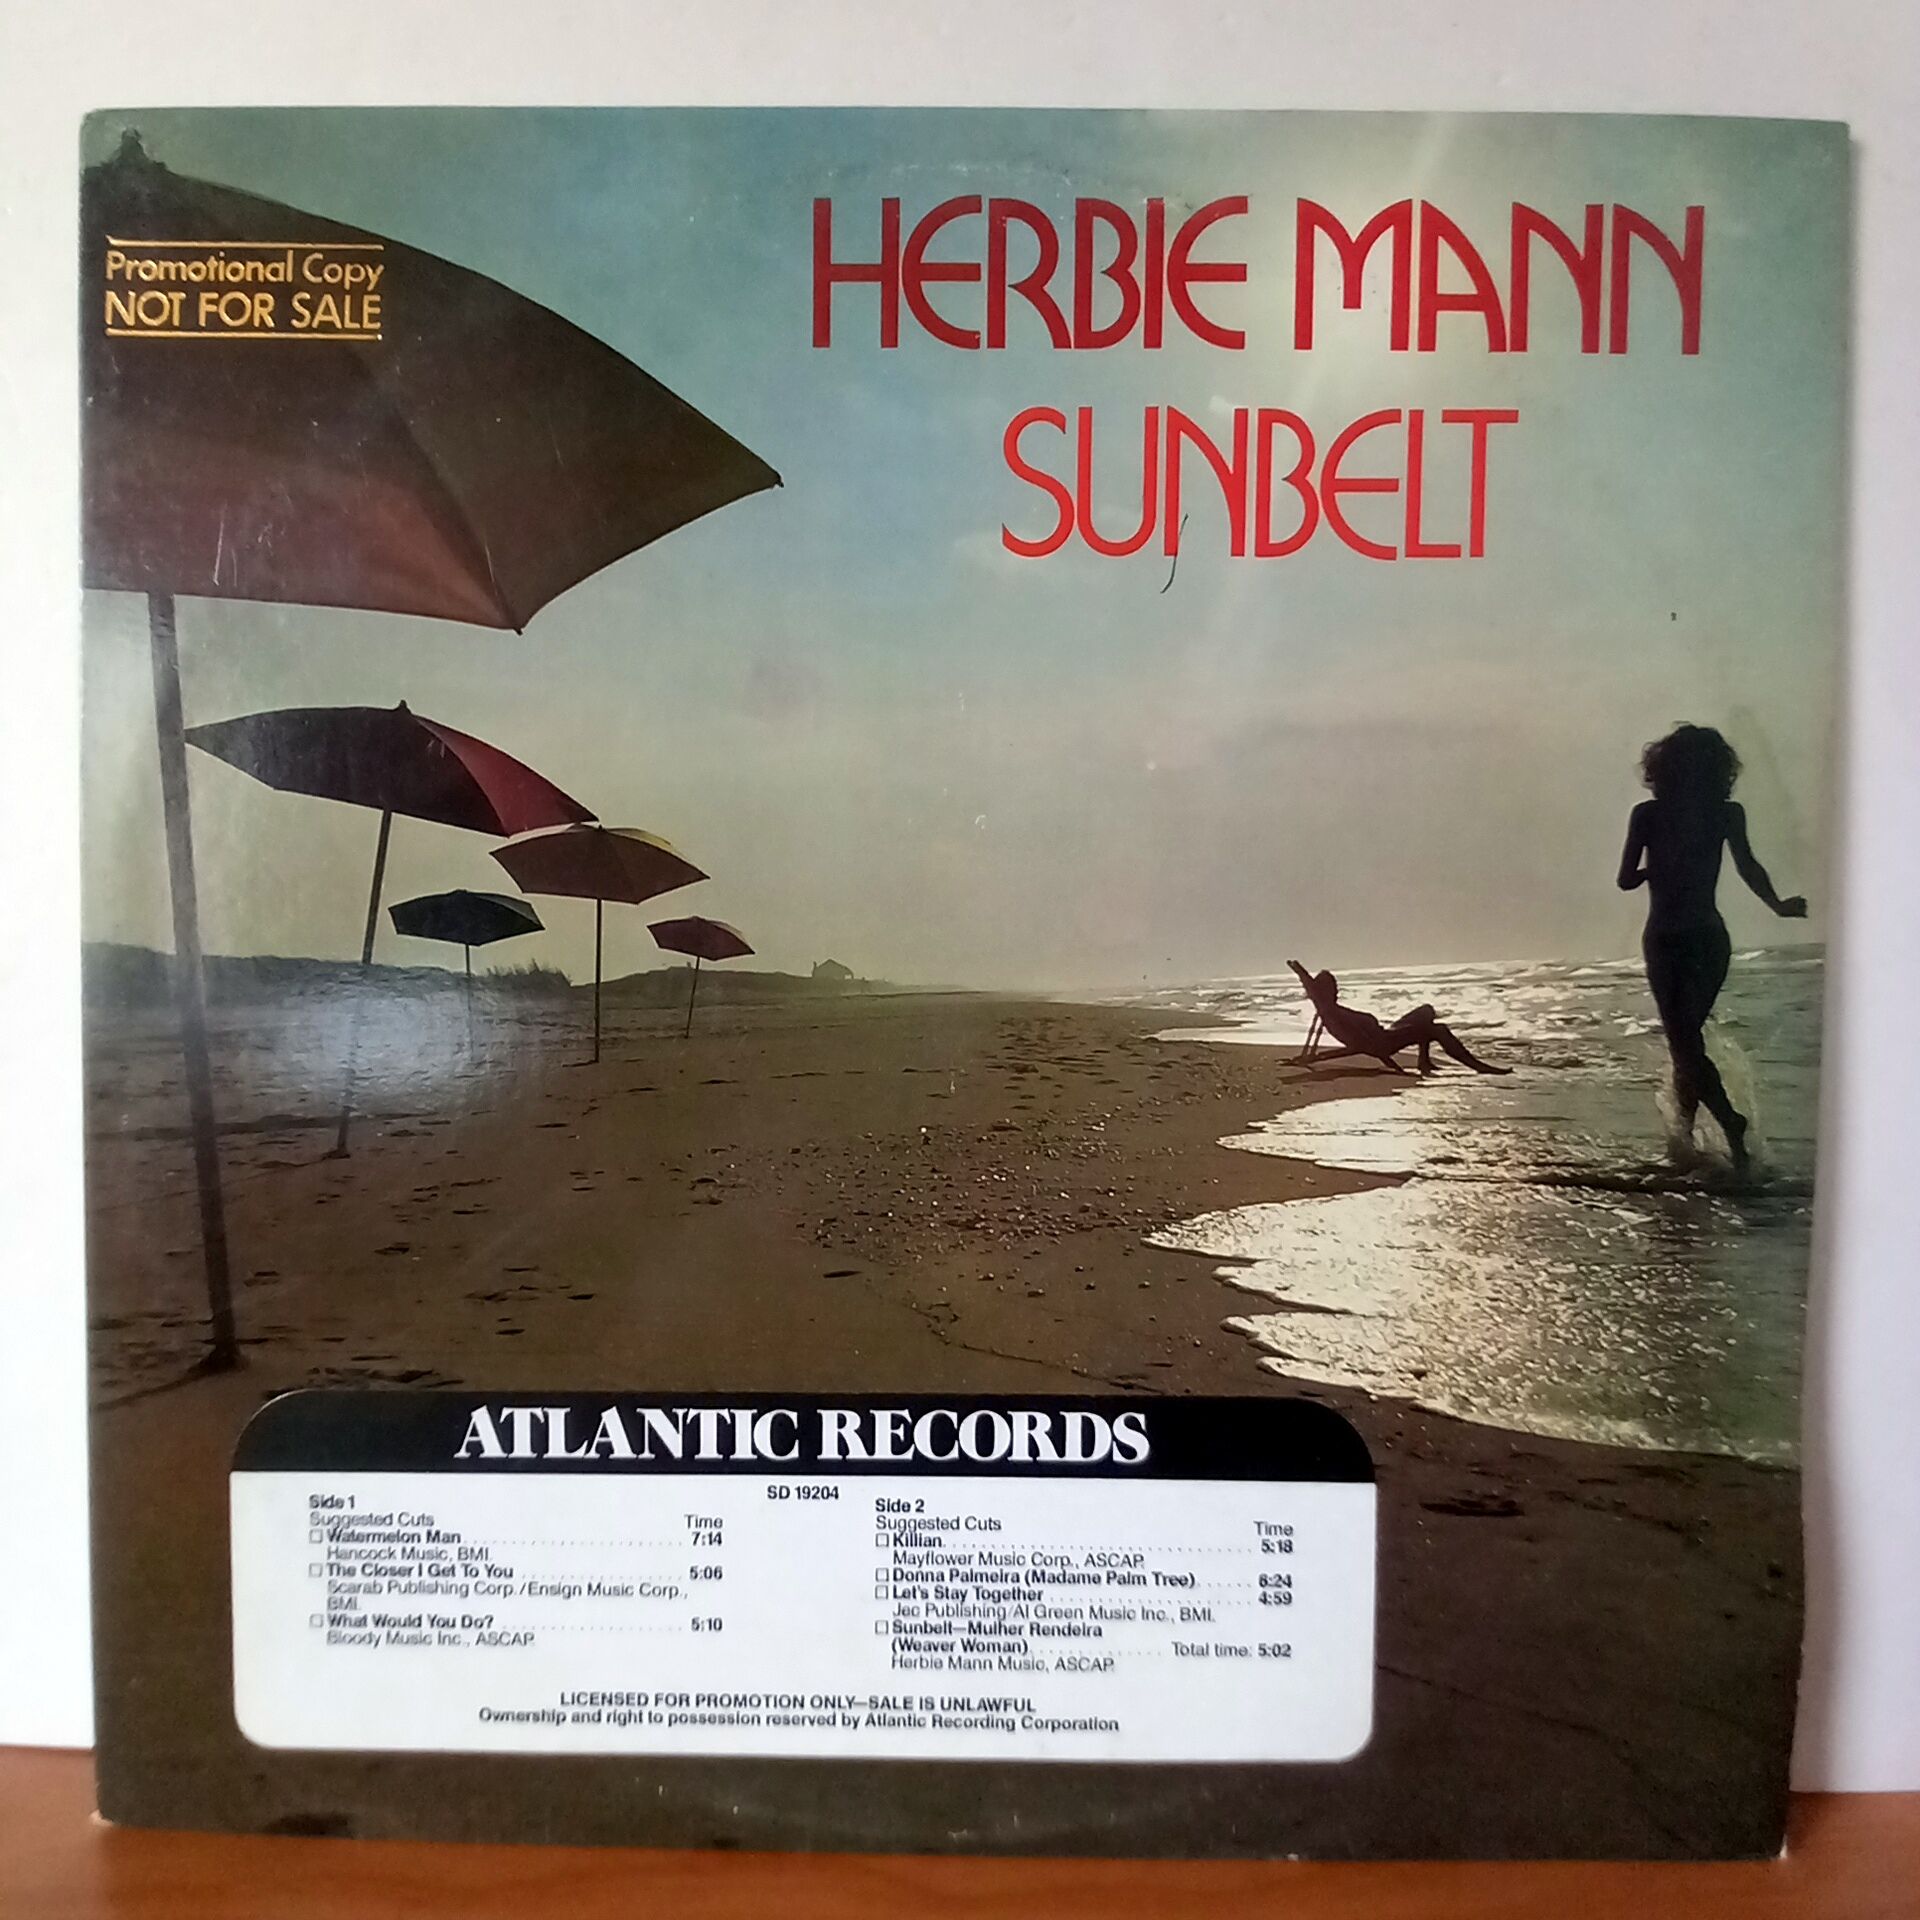 Promotional Copy
NOT FOR SALE
HERBIE MANN
SUNBELT
ATLANTIC RECORDS
SD 19204
Side 1
Suggested Cuts Time
Watermelon Man 7:14
Hancock Music, BMI.
The Closer I Get To You 5:06
Scarab Publishing Corp./Ensign Music Corp.,
BMI.
What Would You Do? 5:10
Bloody Music Inc., ASCAP.
Side 2
Suggested Cuts Time
Killian 5:18
Mayflower Music Corp., ASCAP.
Donna Palmeira (Madame Palm Tree) 6:24
Let's Stay Together 4:59
Jec Publishing/Al Green Music Inc., BMI.
Sunbelt—Mulher Rendeira
(Weaver Woman) Total time: 5:02
Herbie Mann Music, ASCAP.
LICENSED FOR PROMOTION ONLY—SALE IS UNLAWFUL
Ownership and right to possession reserved by Atlantic Recording Corporation